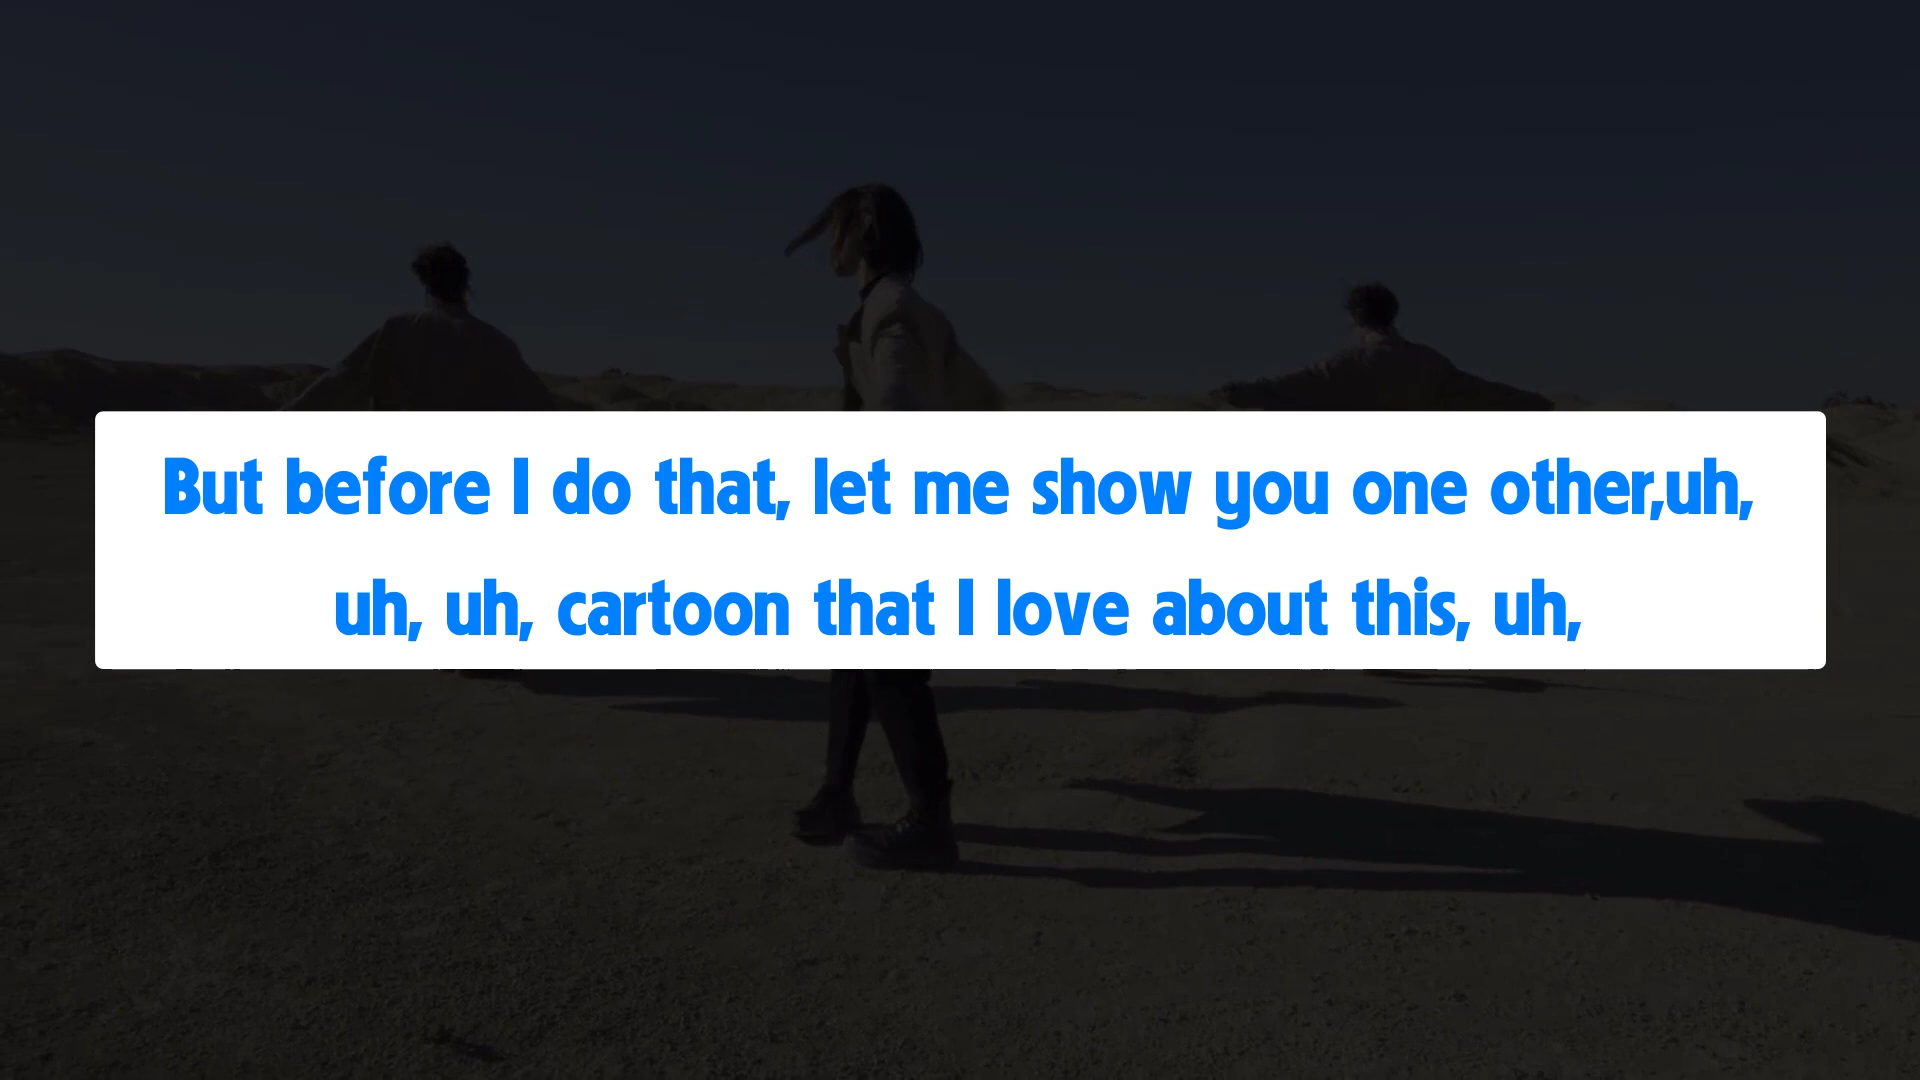 But before I do that, let me show you one other,uh,
uh, uh, cartoon that I love about this, uh,